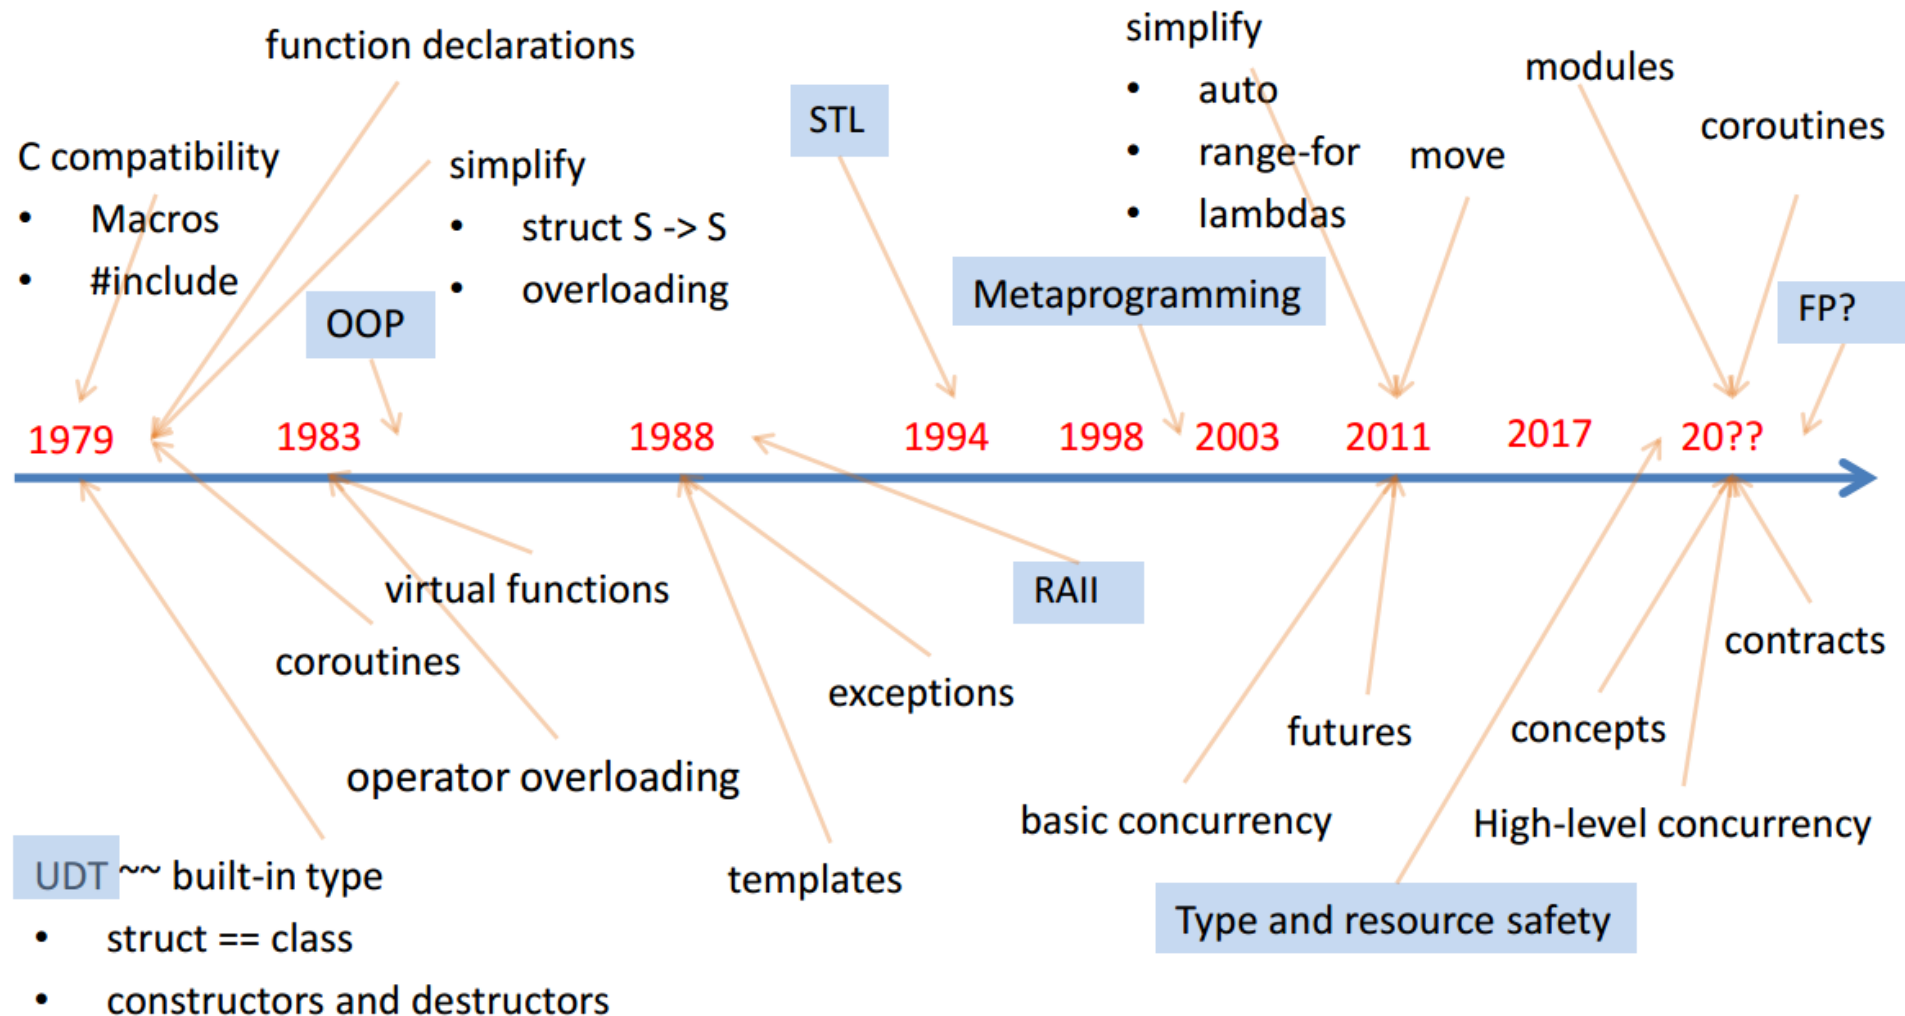 function declarations
C compatibility
• Macros
• #include
simplify
• struct S -> S
• overloading
OOP
STL
simplify
• auto
• range-for
• lambdas
move
Metaprogramming
modules
coroutines
FP?
1979 1983 1988 1994 1998 2003 2011 2017 20??
virtual functions
coroutines
operator overloading
UDT ~~ built-in type
• struct == class
• constructors and destructors
RAII
exceptions
templates
basic concurrency
futures
concepts
contracts
High-level concurrency
Type and resource safety